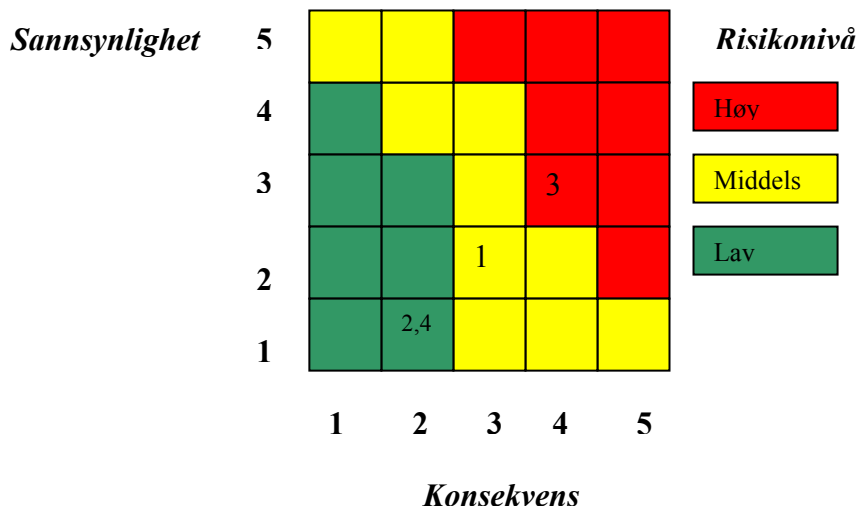 Sannsynlighet 5 Risikonivå
4 Høy
3 3 Middels
2 1 Lav
1 2,4
1 2 3 4 5
Konsekvens